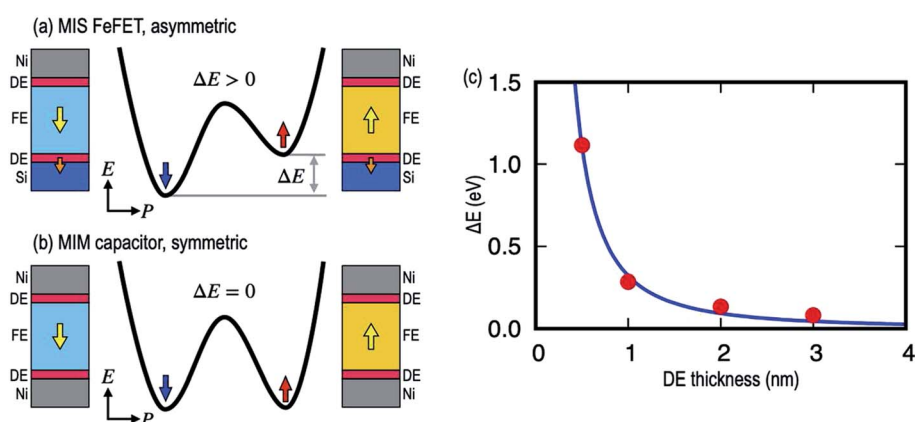 (a) MIS FeFET, asymmetric
Ni
DE
FE
DE
Si
E
P
ΔE > 0
ΔE
Ni
DE
FE
DE
Si
(b) MIM capacitor, symmetric
Ni
DE
FE
DE
Ni
E
P
ΔE = 0
Ni
DE
FE
DE
Ni
(c)
ΔE (eV)
1.5
1.0
0.5
0.0
0 1 2 3 4
DE thickness (nm)